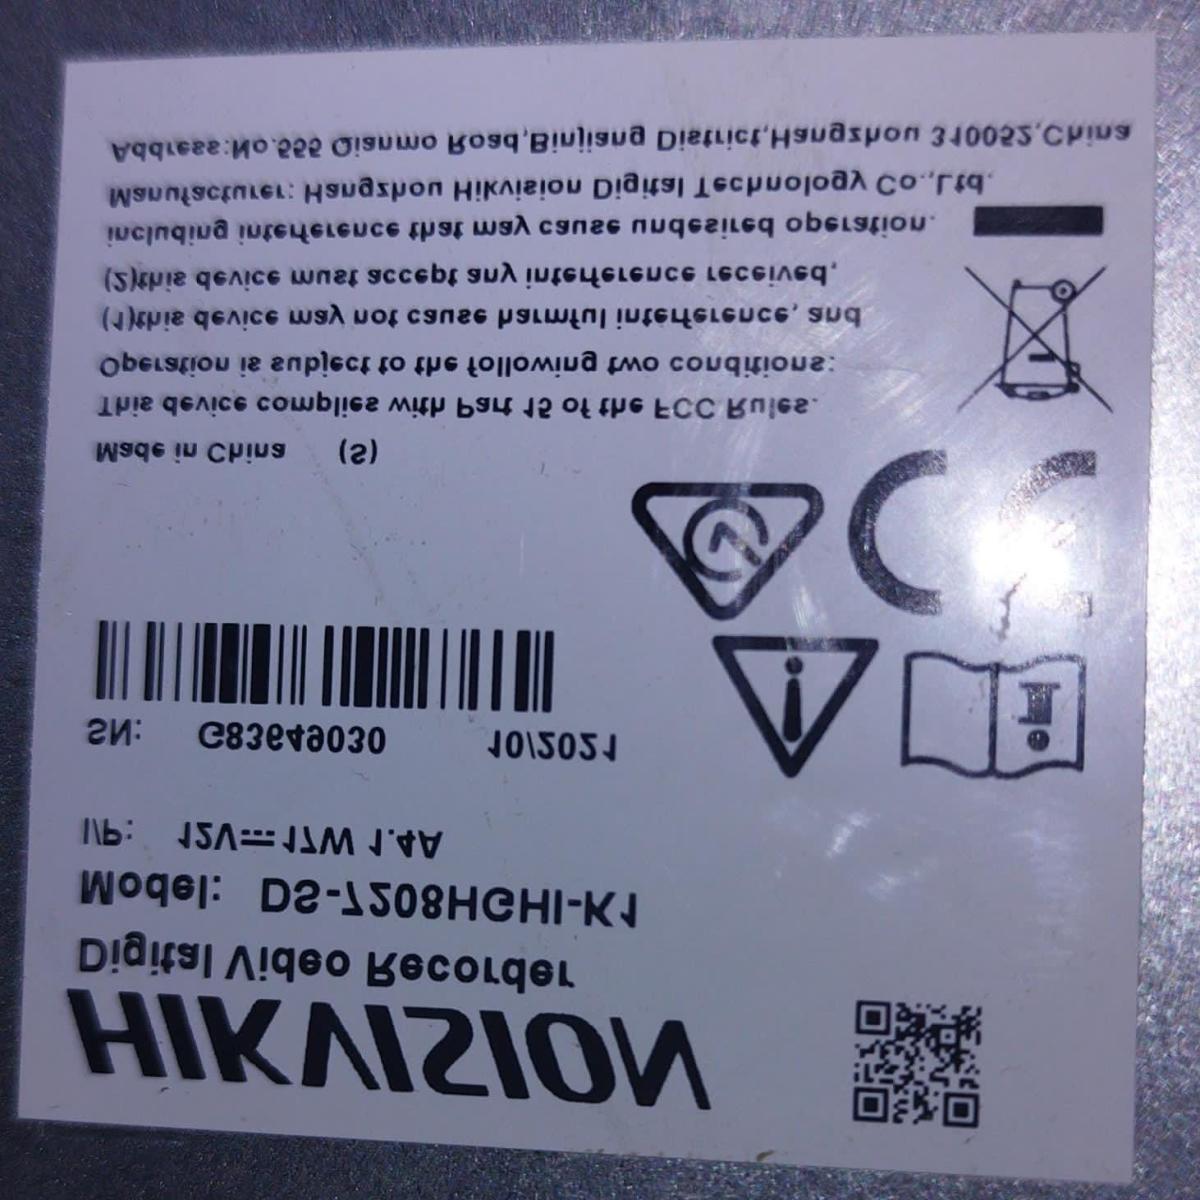 HIKVISION
Digital Video Recorder
Model: DS-7208HGHI-K1
I/P: 12V⎓17W 1.4A
SN: G83649030 10/2021
Made in China (S)
This device complies with Part 15 of the FCC Rules.
Operation is subject to the following two conditions:
(1)this device may not cause harmful interference, and
(2)this device must accept any interference received,
including interference that may cause undesired operation.
Manufacturer: Hangzhou Hikvision Digital Technology Co.,Ltd.
Address:No.555 Qianmo Road,Binjiang District,Hangzhou 310052,China